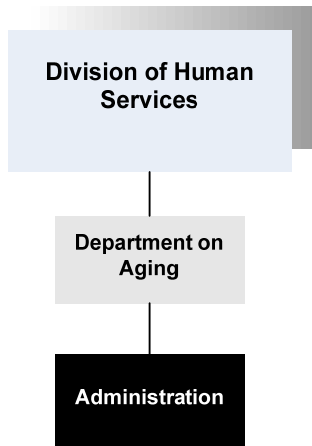 Division of Human
Services
Department on
Aging
Administration